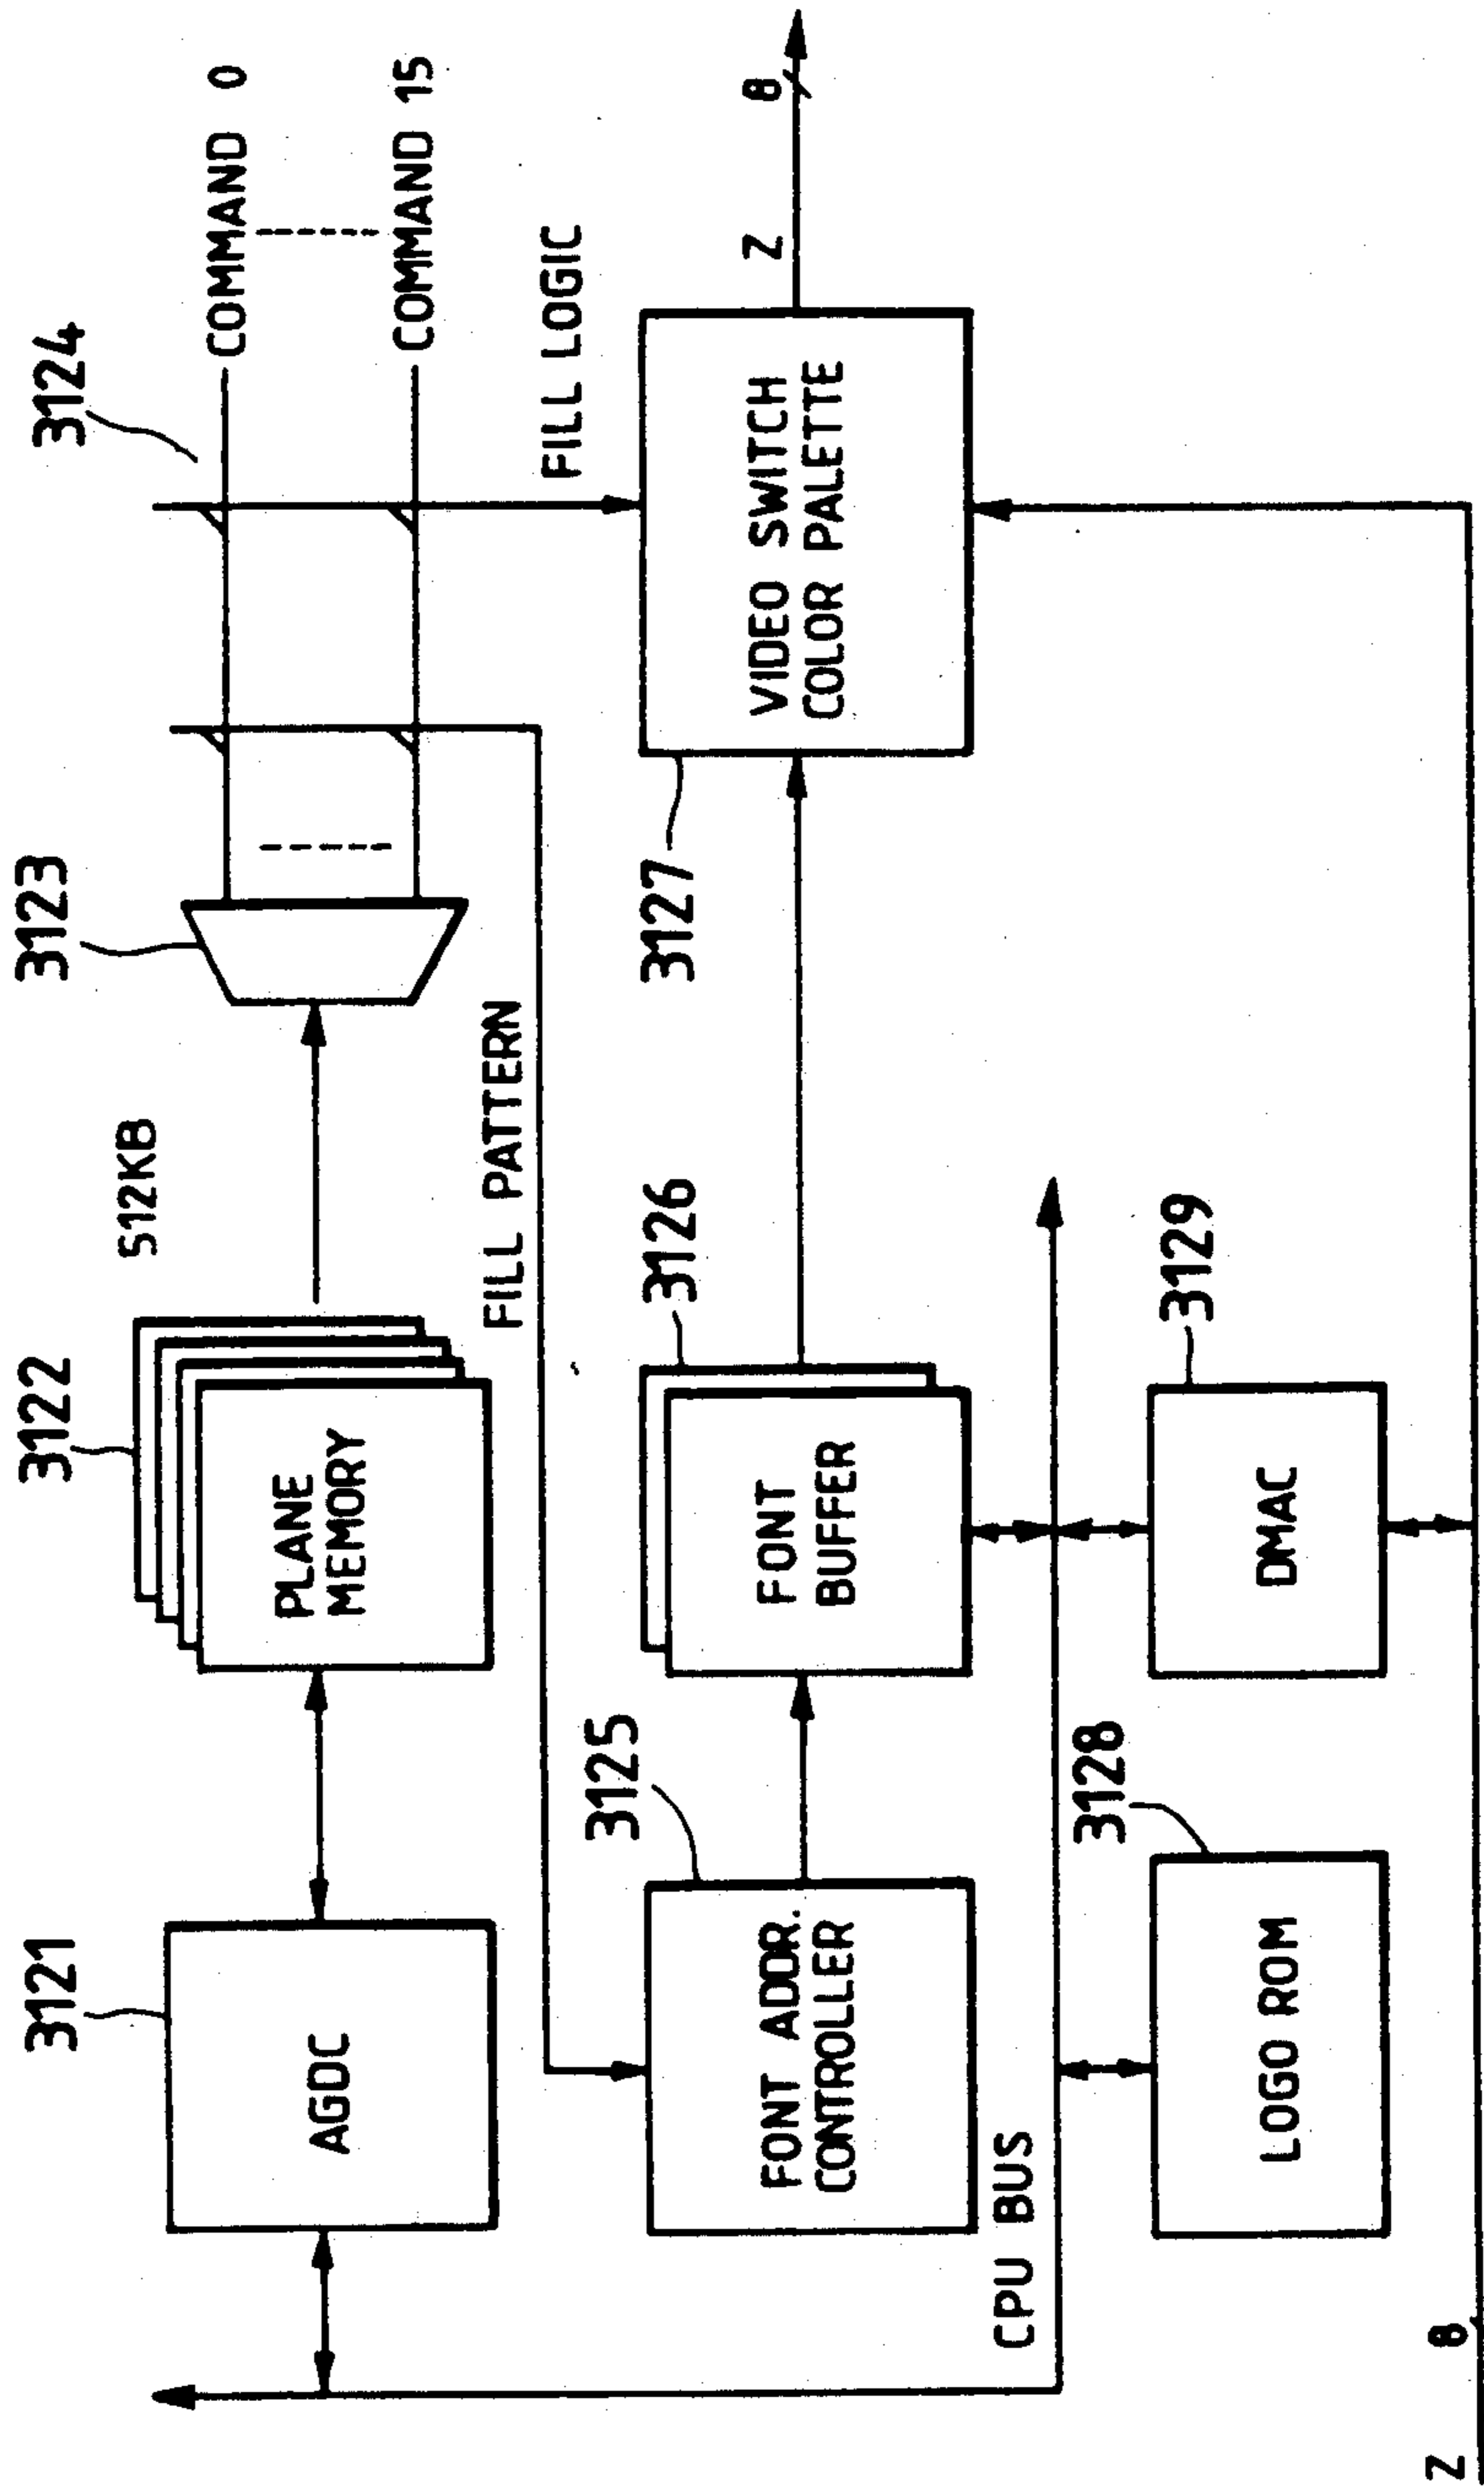 3121
3122
512KB
3123
3124
AGDC
PLANE
MEMORY
COMMAND 0
COMMAND 15
FILL PATTERN
FILL LOGIC
3125
3126
3127
FONT ADDR.
CONTROLLER
FONT
BUFFER
VIDEO SWITCH
COLOR PALETTE
Z 8
CPU BUS
3128
3129
LOGO ROM
DMAC
Z 8